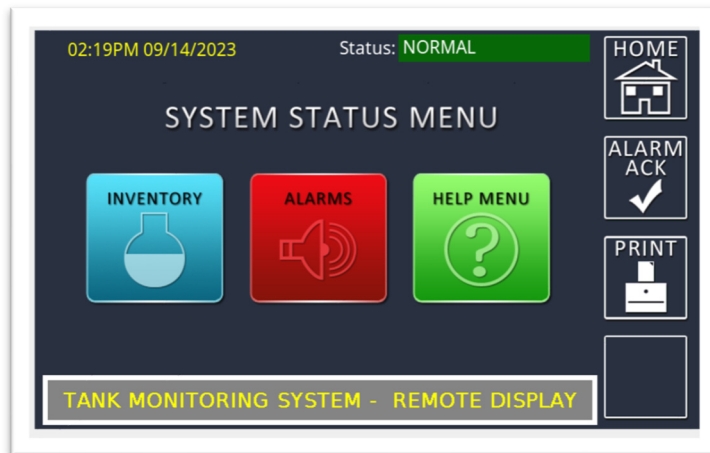 02:19PM 09/14/2023
Status: NORMAL
HOME
SYSTEM STATUS MENU
ALARM
ACK
INVENTORY
ALARMS
HELP MENU
PRINT
TANK MONITORING SYSTEM - REMOTE DISPLAY